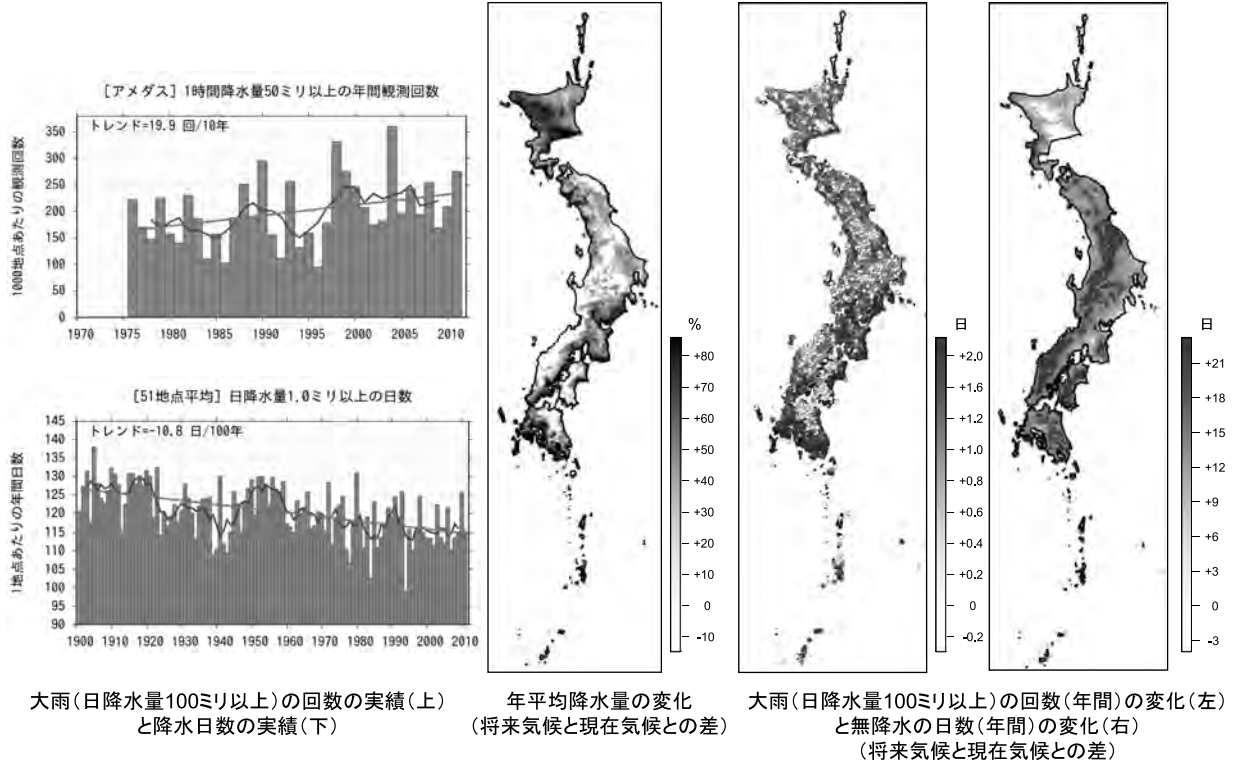 [アメダス] 1時間降水量50ミリ以上の年間観測回数
トレンド=19.9 回/10年
1000地点あたりの観測回数
350
300
250
200
150
100
50
0
1970 1975 1980 1985 1990 1995 2000 2005 2010
[51地点平均] 日降水量1.0ミリ以上の日数
トレンド=-10.8 日/100年
1地点あたりの年間日数
145
140
135
130
125
120
115
110
105
100
95
90
1900 1910 1920 1930 1940 1950 1960 1970 1980 1990 2000 2010
大雨(日降水量100ミリ以上)の回数の実績(上)
と降水日数の実績(下)
%
+80
+70
+60
+50
+40
+30
+20
+10
0
-10
年平均降水量の変化
(将来気候と現在気候との差)
日
+2.0
+1.6
+1.2
+1.0
+0.8
+0.6
+0.4
+0.2
+0.0
-0.2
日
+21
+18
+15
+12
+9
+6
+3
0
-3
大雨(日降水量100ミリ以上)の回数(年間)の変化(左)
と無降水の日数(年間)の変化(右)
(将来気候と現在気候との差)